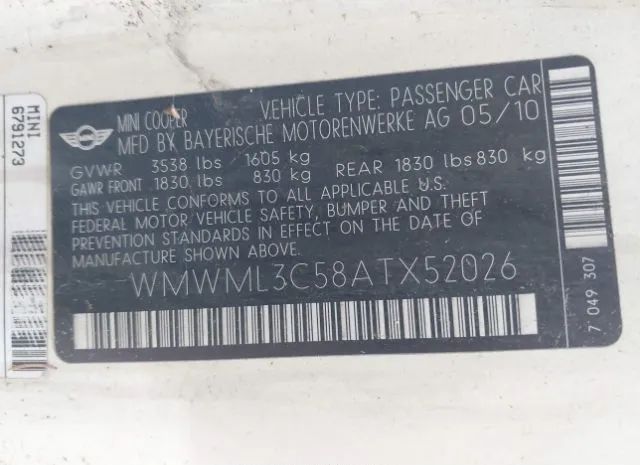 MINI COOPER VEHICLE TYPE: PASSENGER CAR
MFD BY BAYERISCHE MOTORENWERKE AG 05/10
GVWR 3538 lbs / 1605 kg
GAWR FRONT 1830 lbs 830 kg REAR 1830 lbs 830 kg
THIS VEHICLE CONFORMS TO ALL APPLICABLE U.S.
FEDERAL MOTOR VEHICLE SAFETY, BUMPER AND THEFT
STANDARDS IN EFFECT ON THE DATE OF
MANUFACTURE SHOWN ABOVE.
WMWML3C58ATX52026
7 049 307
MINI
6791273